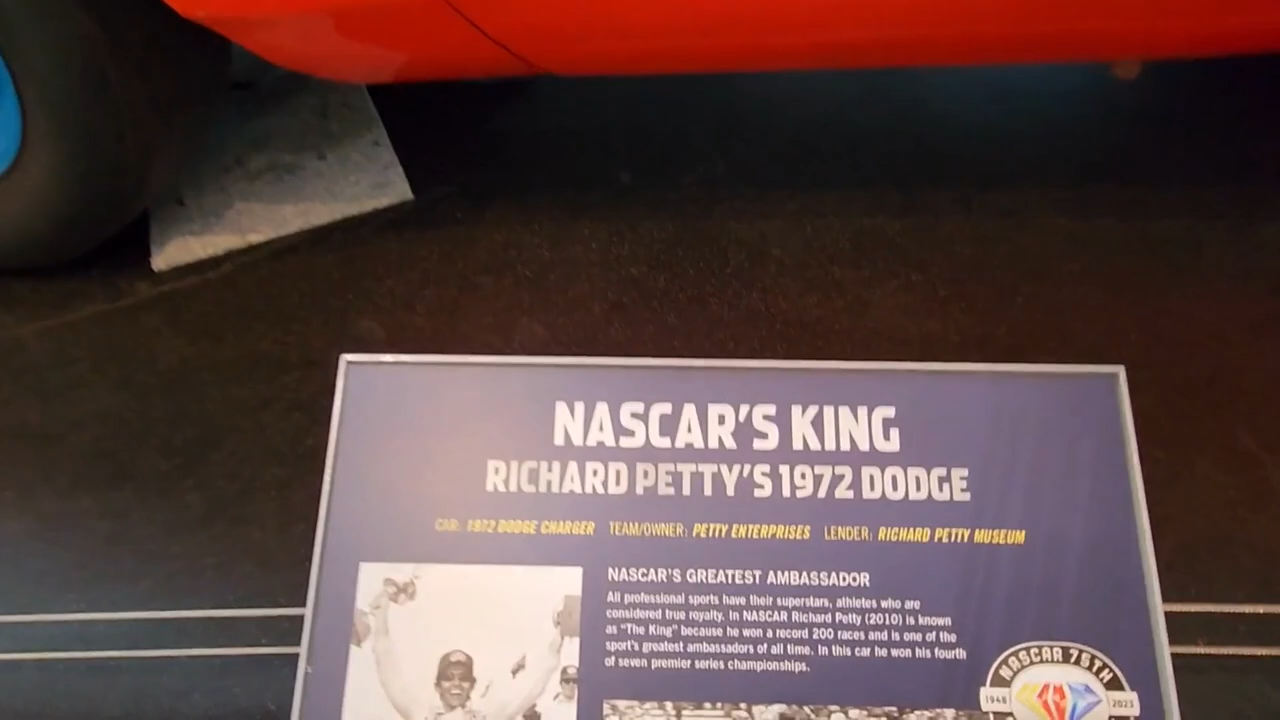 NASCAR'S KING
RICHARD PETTY'S 1972 DODGE
CAR: 1972 DODGE CHARGER TEAM/OWNER: PETTY ENTERPRISES LENDER: RICHARD PETTY MUSEUM
NASCAR'S GREATEST AMBASSADOR
All professional sports have their superstars, athletes who are
considered true royalty. In NASCAR Richard Petty (2010) is known
as "The King" because he won a record 200 races and is one of the
sport's greatest ambassadors of all time. In this car he won his fourth
of seven premier series championships.
NASCAR 75TH
1948 2023